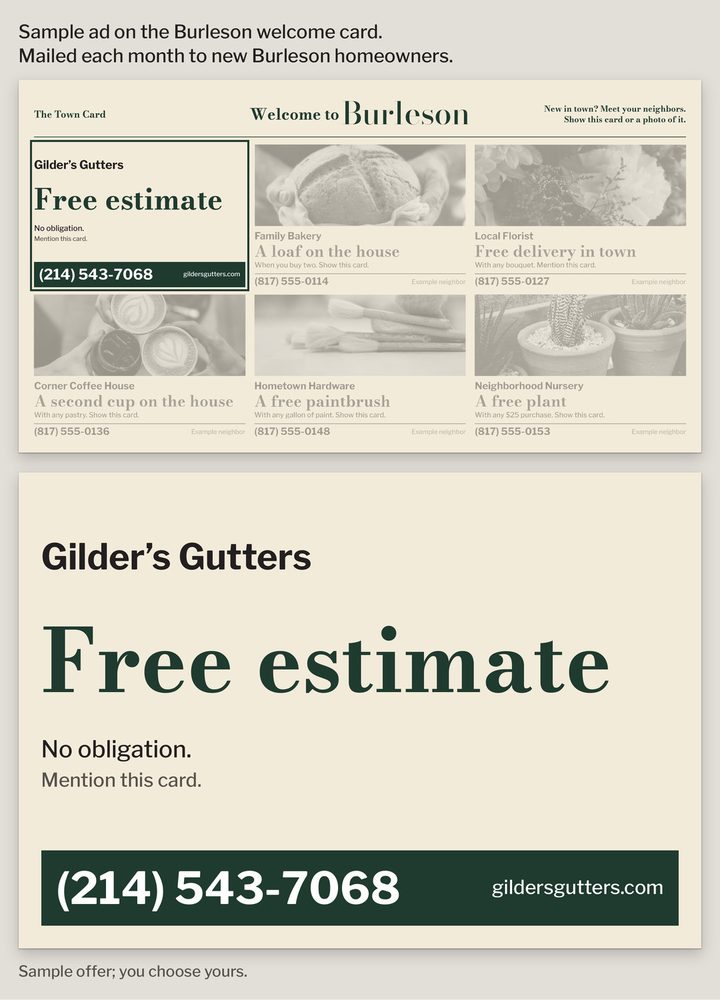 Sample ad on the Burleson welcome card.
Mailed each month to new Burleson homeowners.
The Town Card
Welcome to Burleson
New in town? Meet your neighbors.
Show this card or a photo of it.
Gilder’s Gutters
Free estimate
No obligation.
Mention this card.
(214) 543-7068 gildersgutters.com
Family Bakery
A loaf on the house
When you buy two. Show this card.
(817) 555-0114 Example neighbor
Local Florist
Free delivery in town
With any bouquet. Mention this card.
(817) 555-0127 Example neighbor
Corner Coffee House
A second cup on the house
With any pastry. Show this card.
(817) 555-0136 Example neighbor
Hometown Hardware
A free paintbrush
With any gallon of paint. Show this card.
(817) 555-0148 Example neighbor
Neighborhood Nursery
A free plant
With any $25 purchase. Show this card.
(817) 555-0153 Example neighbor
Gilder’s Gutters
Free estimate
No obligation.
Mention this card.
(214) 543-7068 gildersgutters.com
Sample offer; you choose yours.